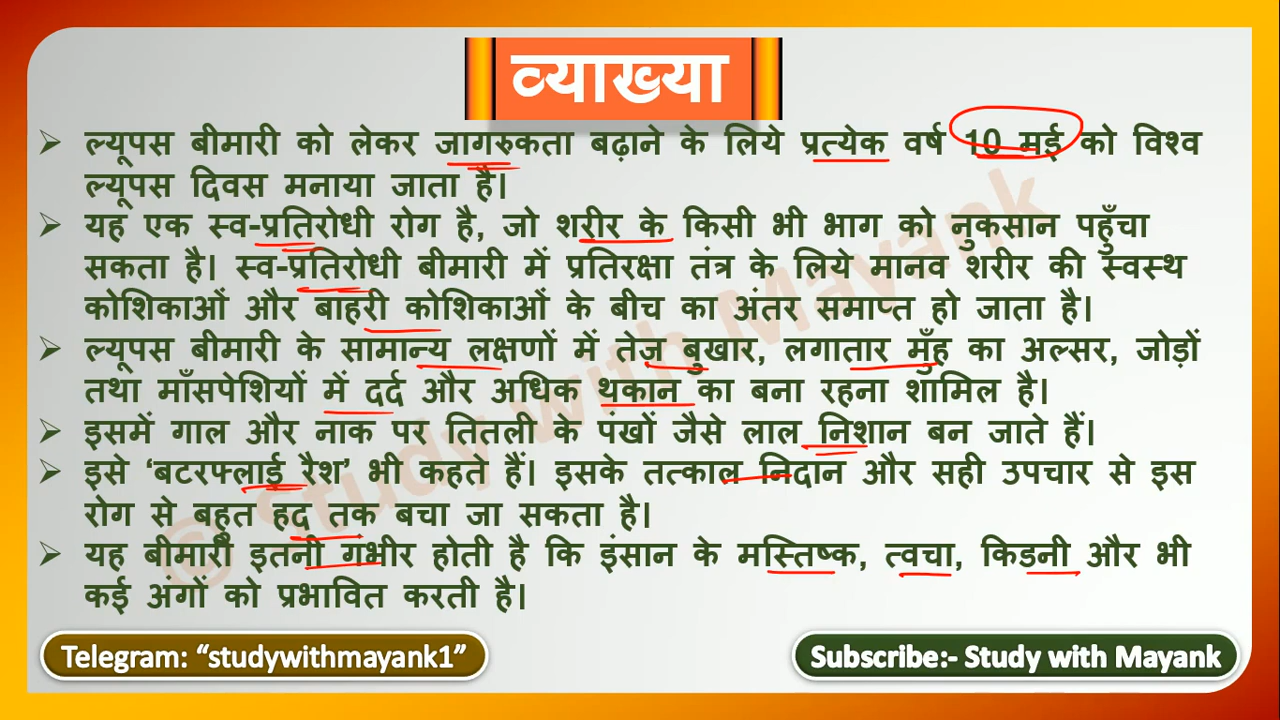 व्याख्या
➢ ल्यूपस बीमारी को लेकर जागरुकता बढ़ाने के लिये प्रत्येक वर्ष 10 मई को विश्व
ल्यूपस दिवस मनाया जाता है।
➢ यह एक स्व-प्रतिरोधी रोग है, जो शरीर के किसी भी भाग को नुकसान पहुँचा
सकता है। स्व-प्रतिरोधी बीमारी में प्रतिरक्षा तंत्र के लिये मानव शरीर की स्वस्थ
कोशिकाओं और बाहरी कोशिकाओं के बीच का अंतर समाप्त हो जाता है।
➢ ल्यूपस बीमारी के सामान्य लक्षणों में तेज बुखार, लगातार मुँह का अल्सर, जोड़ों
तथा माँसपेशियों में दर्द और अधिक थकान का बना रहना शामिल है।
➢ इसमें गाल और नाक पर तितली के पंखों जैसे लाल निशान बन जाते हैं।
➢ इसे ‘बटरफ्लाई रैश’ भी कहते हैं। इसके तत्काल निदान और सही उपचार से इस
रोग से बहुत हद तक बचा जा सकता है।
➢ यह बीमारी इतनी गंभीर होती है कि इंसान के मस्तिष्क, त्वचा, किडनी और भी
कई अंगों को प्रभावित करती है।
© Study with Mayank
Telegram: “studywithmayank1”
Subscribe:- Study with Mayank